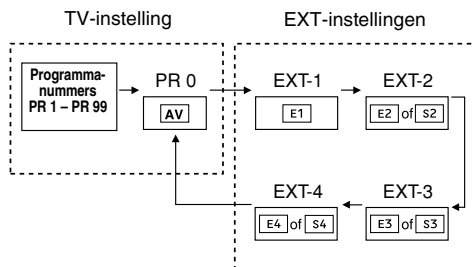 TV-instelling
EXT-instellingen
Programma-
nummers
PR 1 – PR 99
PR 0
AV
EXT-1
E1
EXT-2
E2 of S2
EXT-4
E4 of S4
EXT-3
E3 of S3